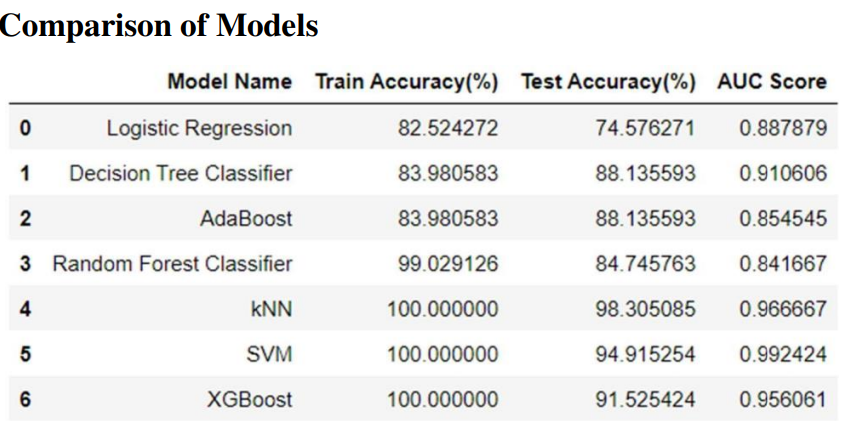 Comparison of Models
Model Name Train Accuracy(%) Test Accuracy(%) AUC Score
0 Logistic Regression 82.524272 74.576271 0.887879
1 Decision Tree Classifier 83.980583 88.135593 0.910606
2 AdaBoost 83.980583 88.135593 0.854545
3 Random Forest Classifier 99.029126 84.745763 0.841667
4 kNN 100.000000 98.305085 0.966667
5 SVM 100.000000 94.915254 0.992424
6 XGBoost 100.000000 91.525424 0.956061